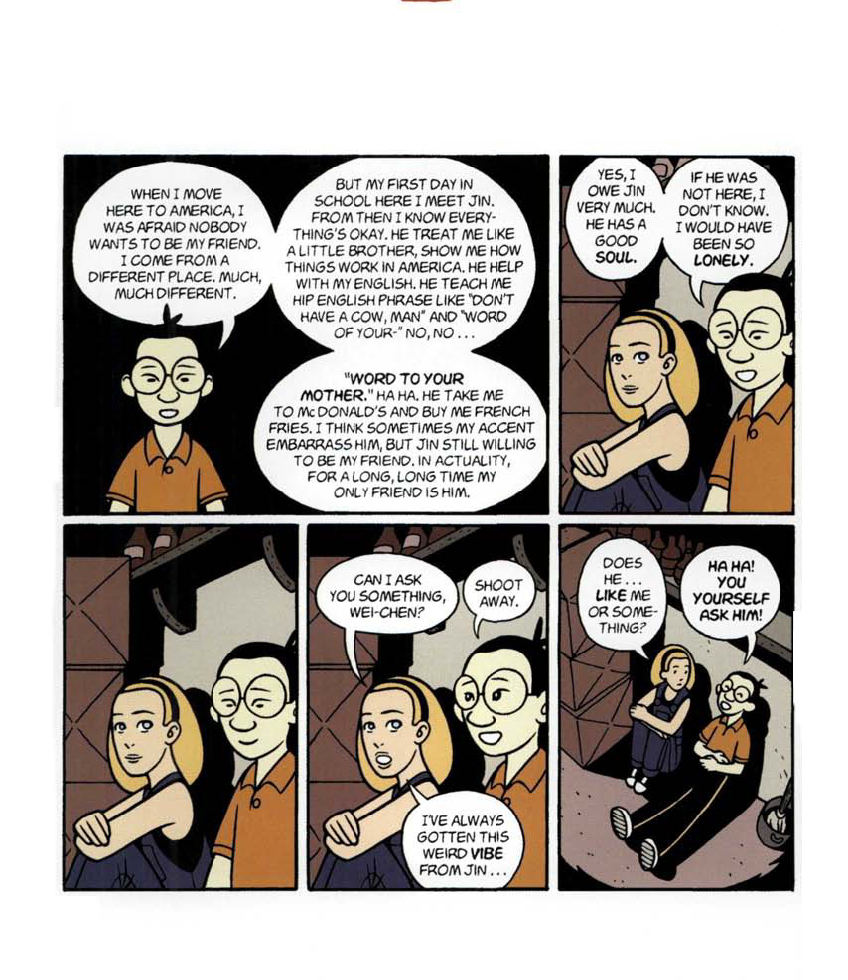 WHEN I MOVE
HERE TO AMERICA, I
WAS AFRAID NOBODY
WANTS TO BE MY FRIEND.
I COME FROM A
DIFFERENT PLACE. MUCH,
MUCH DIFFERENT.
BUT MY FIRST DAY IN
SCHOOL HERE I MEET JIN.
FROM THEN I KNOW EVERY-
THING'S OKAY. HE TREAT ME LIKE
A LITTLE BROTHER, SHOW ME HOW
THINGS WORK IN AMERICA. HE HELP
WITH MY ENGLISH. HE TEACH ME
HIP ENGLISH PHRASE LIKE "DON'T
HAVE A COW, MAN" AND "WORD
OF YOUR-" NO, NO ...
"WORD TO YOUR
MOTHER." HA HA. HE TAKE ME
TO McDONALD'S AND BUY ME FRENCH
FRIES. I THINK SOMETIMES MY ACCENT
EMBARRASS HIM, BUT JIN STILL WILLING
TO BE MY FRIEND. IN ACTUALITY,
FOR A LONG, LONG TIME MY
ONLY FRIEND IS HIM.
YES, I
OWE JIN
VERY MUCH.
HE HAS A
GOOD
SOUL.
IF HE WAS
NOT HERE, I
DON'T KNOW.
I WOULD HAVE
BEEN SO
LONELY.
CAN I ASK
YOU SOMETHING,
WEI-CHEN?
SHOOT
AWAY.
I'VE ALWAYS
GOTTEN THIS
WEIRD VIBE
FROM JIN ...
DOES
HE ...
LIKE ME
OR SOME-
THING?
HA HA!
YOU
YOURSELF
ASK HIM!